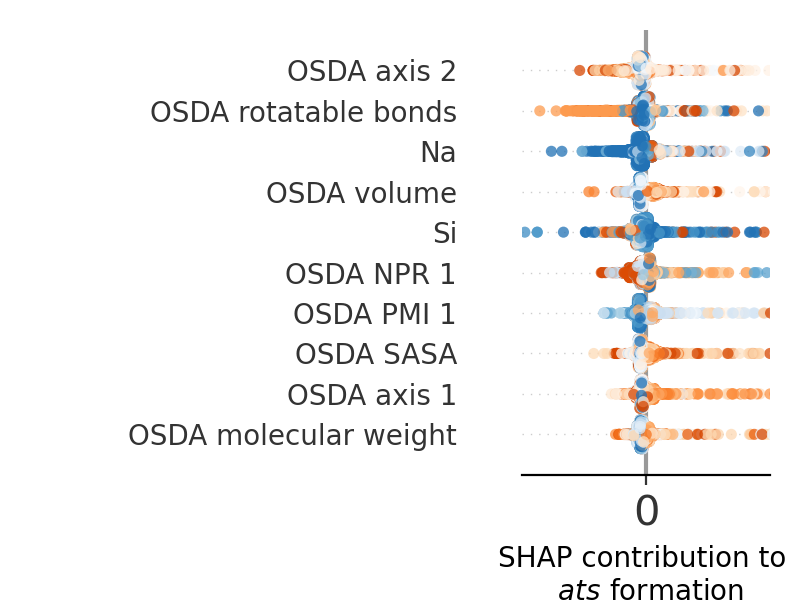 OSDA axis 2
OSDA rotatable bonds
Na
OSDA volume
Si
OSDA NPR 1
OSDA PMI 1
OSDA SASA
OSDA axis 1
OSDA molecular weight
0
SHAP contribution to
ats formation